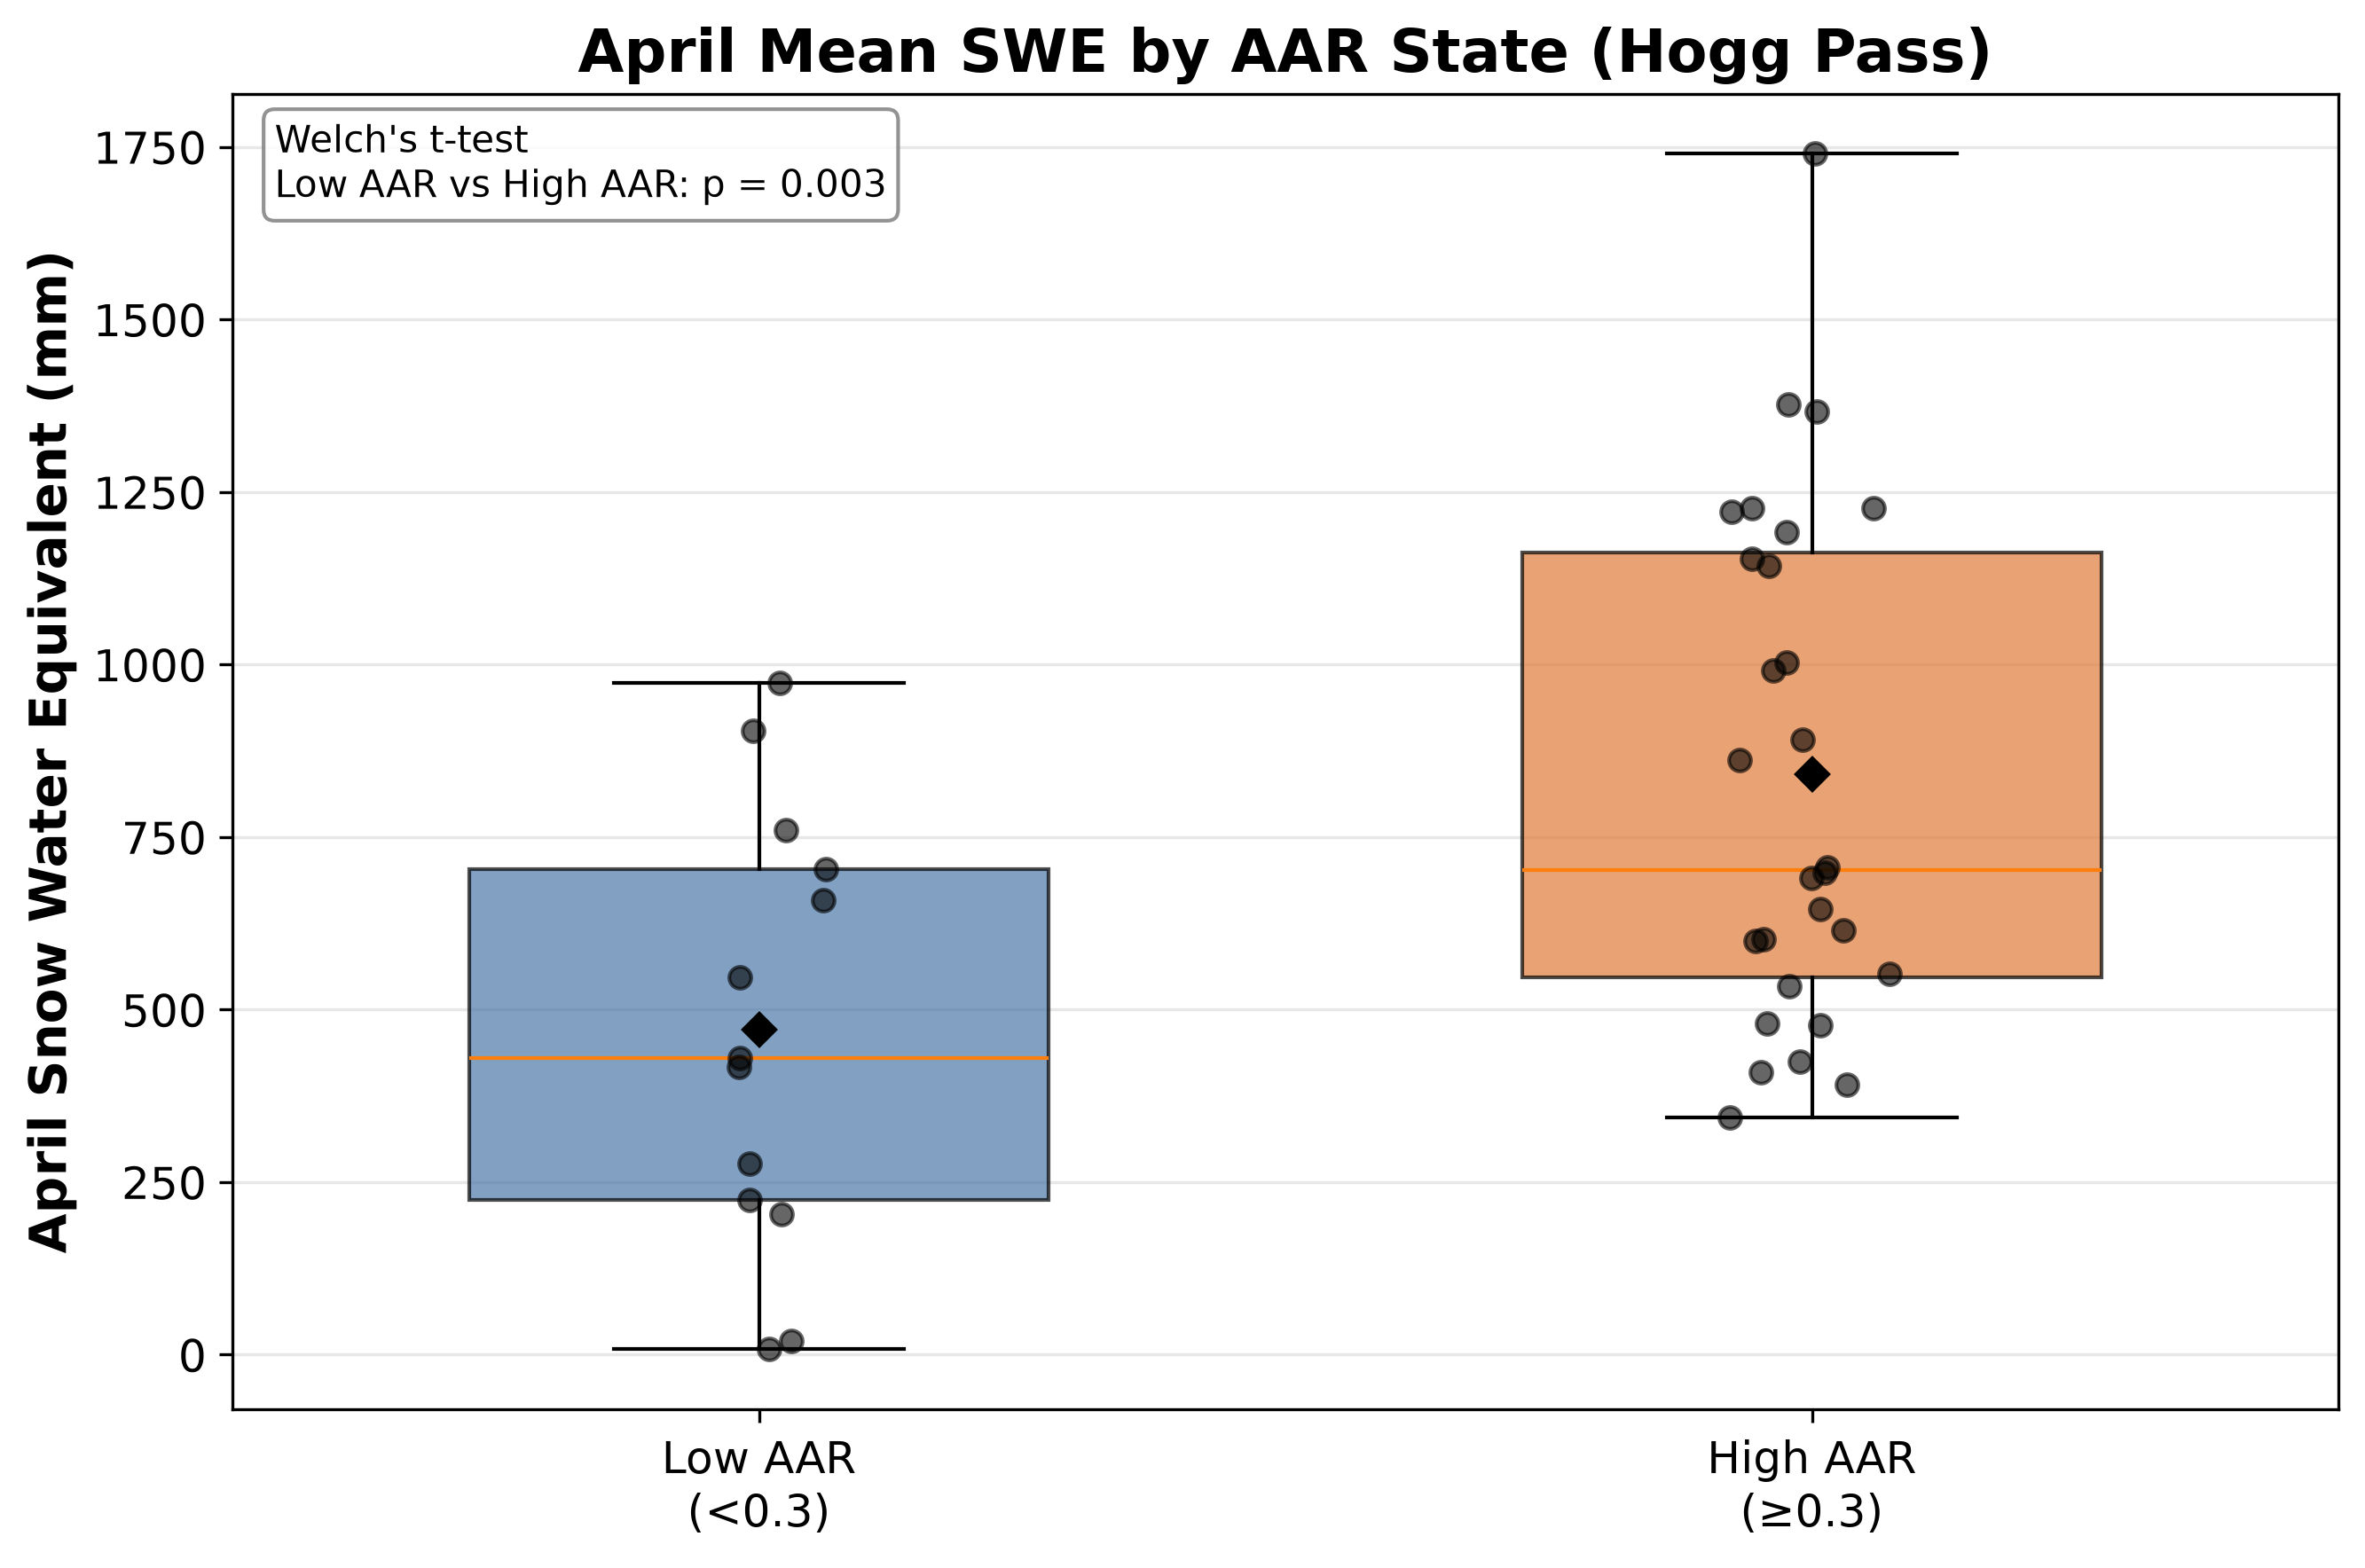 April Mean SWE by AAR State (Hogg Pass)
Welch's t-test
Low AAR vs High AAR: p = 0.003
April Snow Water Equivalent (mm)
1750
1500
1250
1000
750
500
250
0
Low AAR
(<0.3)
High AAR
(≥0.3)